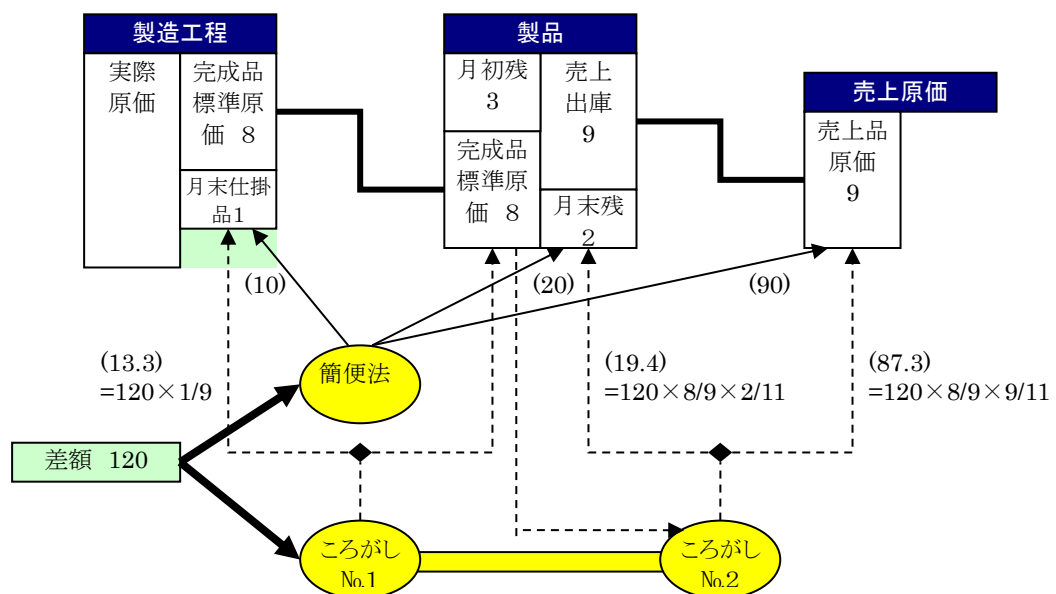 製造工程
実際
原価
完成品
標準原
価 8
月末仕掛
品1
製品
月初残
3
完成品
標準原
価 8
売上
出庫
9
月末残
2
売上原価
売上品
原価
9
(10)
(20)
(90)
簡便法
(13.3)
=120×1/9
(19.4)
=120×8/9×2/11
(87.3)
=120×8/9×9/11
差額 120
ころがし
№1
ころがし
№2